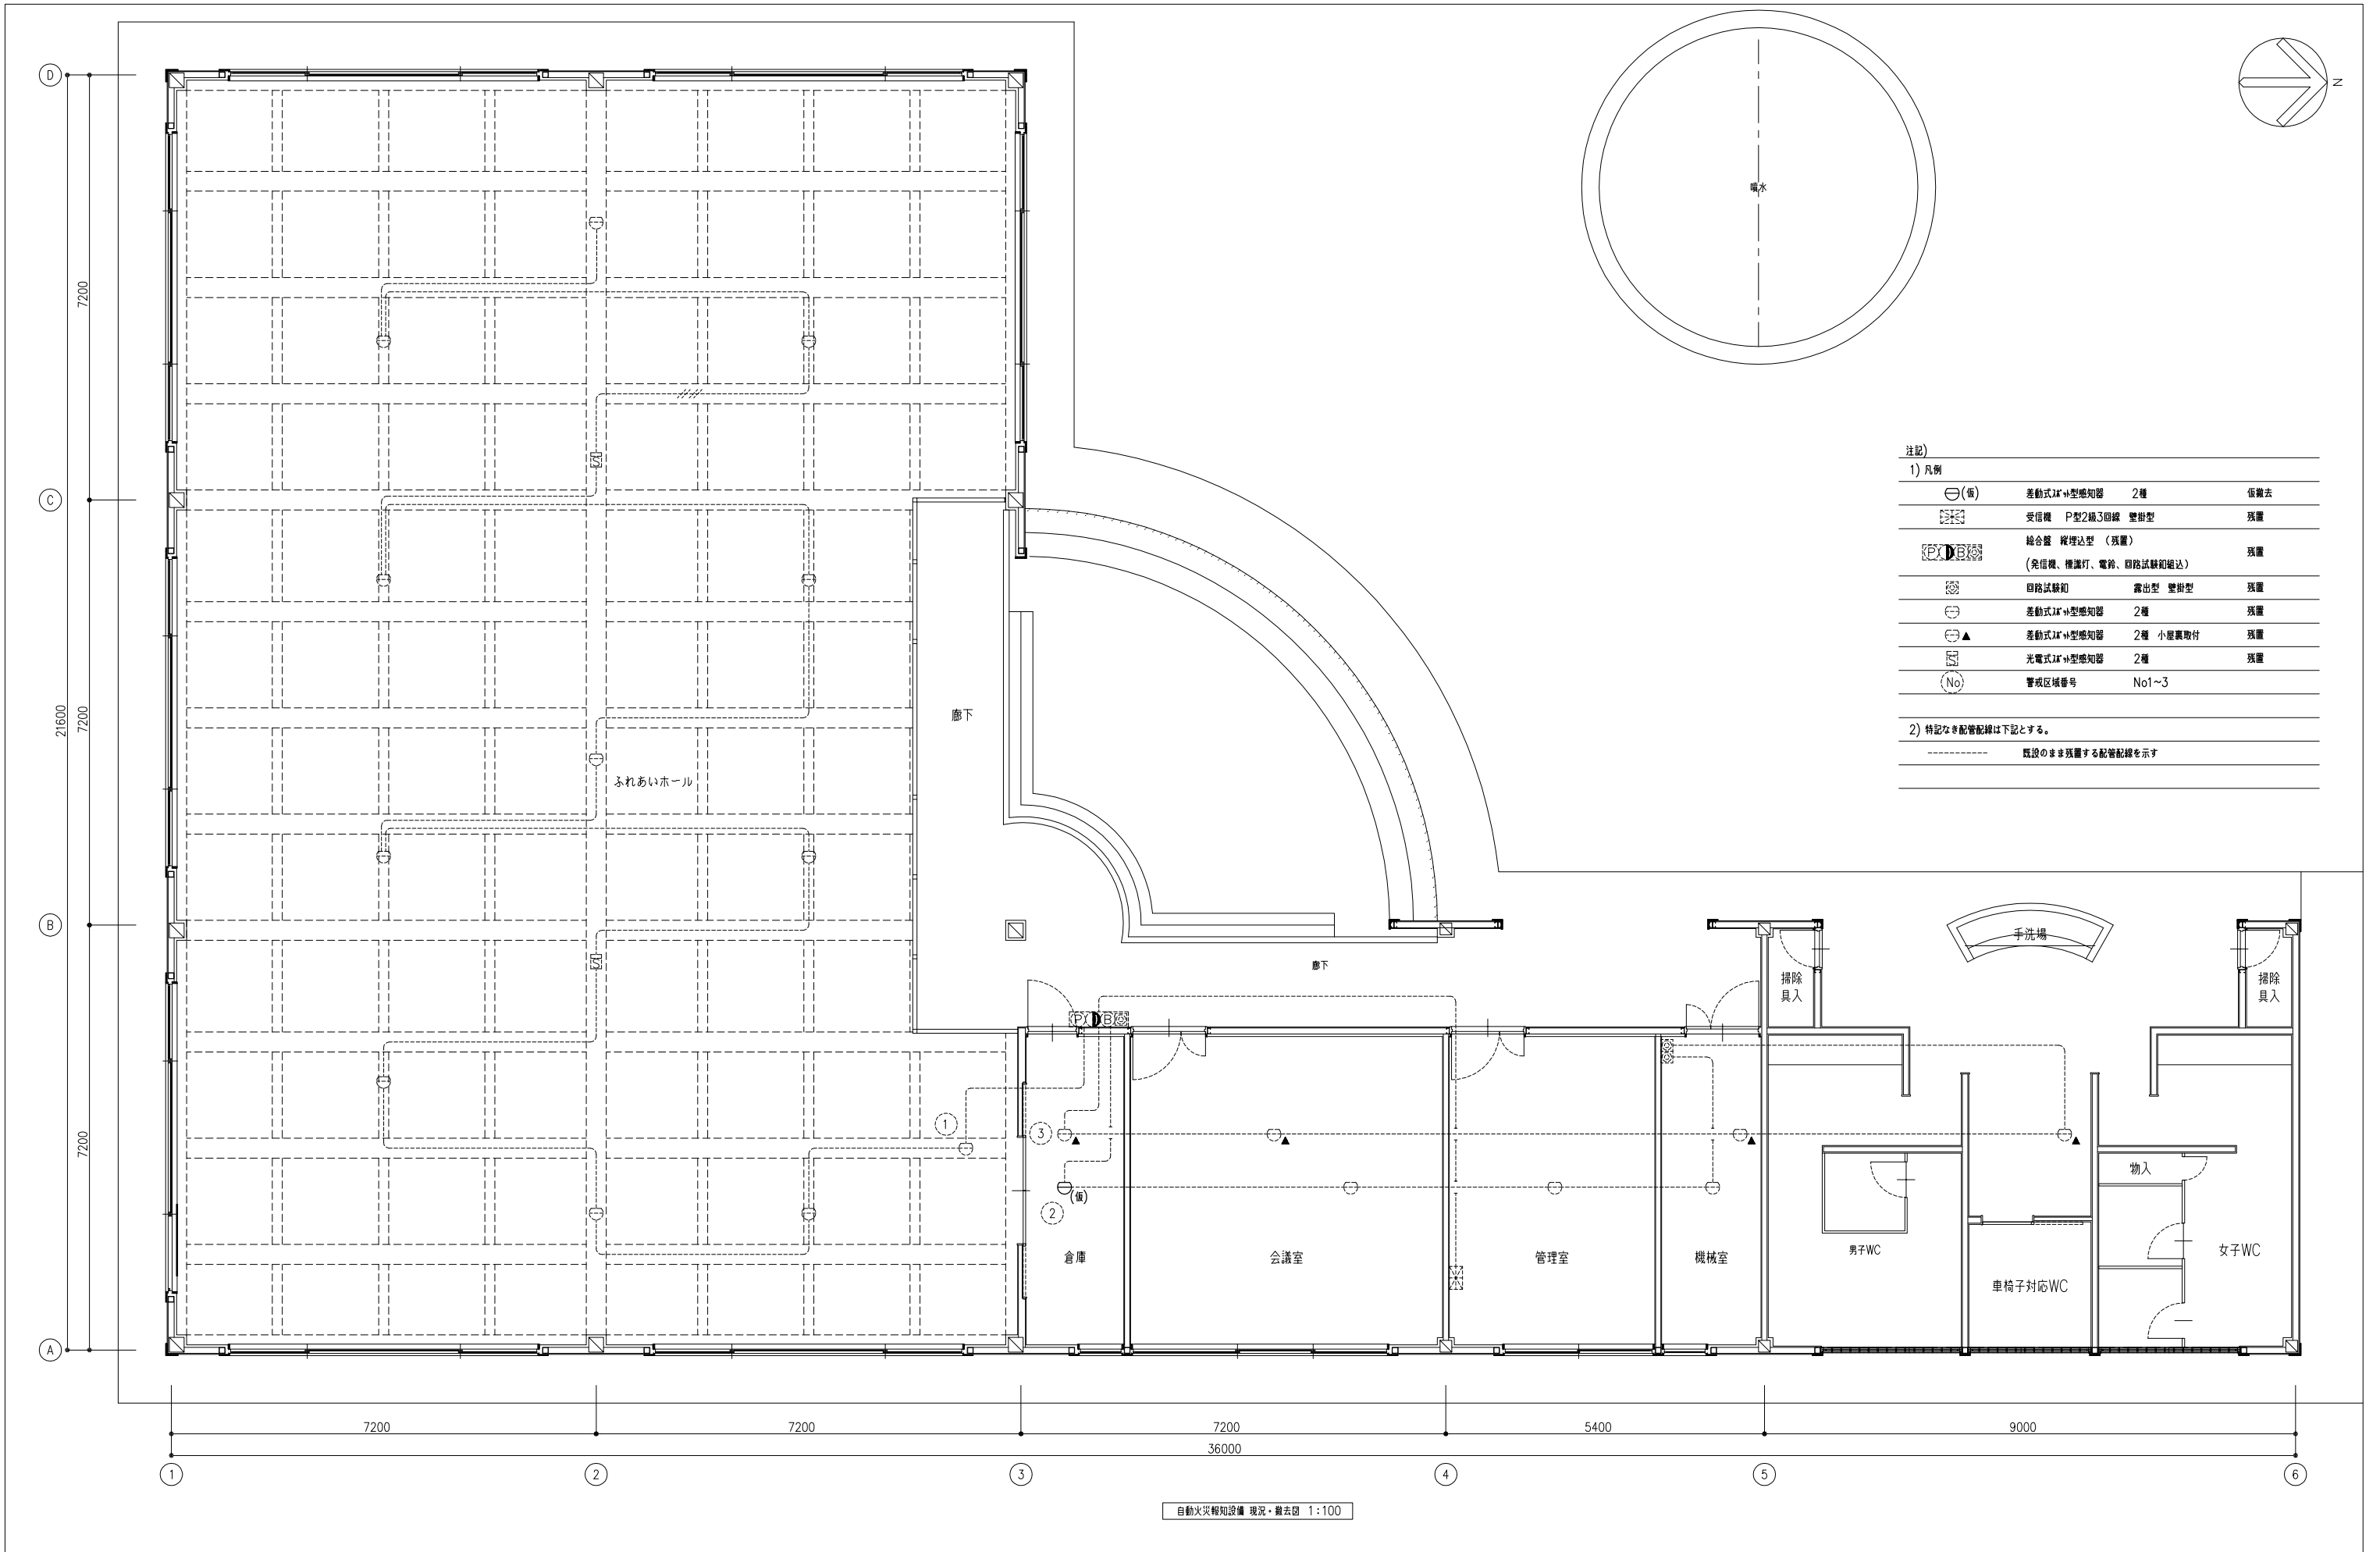 D
C
B
A
7200
7200
7200
21600
噴水
N
注記)
1) 凡例
(仮) 差動式スポット型感知器 2種 仮撤去
受信機 P型2級3回線 壁掛型 残置
P B 総合盤 縦埋込型 (残置) 残置
(発信機、標識灯、電鈴、回路試験釦組込)
回路試験釦 露出型 壁掛型 残置
差動式スポット型感知器 2種 残置
▲ 差動式スポット型感知器 2種 小屋裏取付 残置
S 光電式スポット型感知器 2種 残置
No 警戒区域番号 No1~3
2) 特記なき配管配線は下記とする。
既設のまま残置する配管配線を示す
S
廊下
ふれあいホール
S
廊下
手洗場
掃除
具入
掃除
具入
P B
1
3
2
(仮)
物入
倉庫
会議室
管理室
機械室
男子WC
車椅子対応WC
女子WC
7200
7200
7200
5400
9000
36000
1
2
3
4
5
6
自動火災報知設備 現況・撤去図 1:100